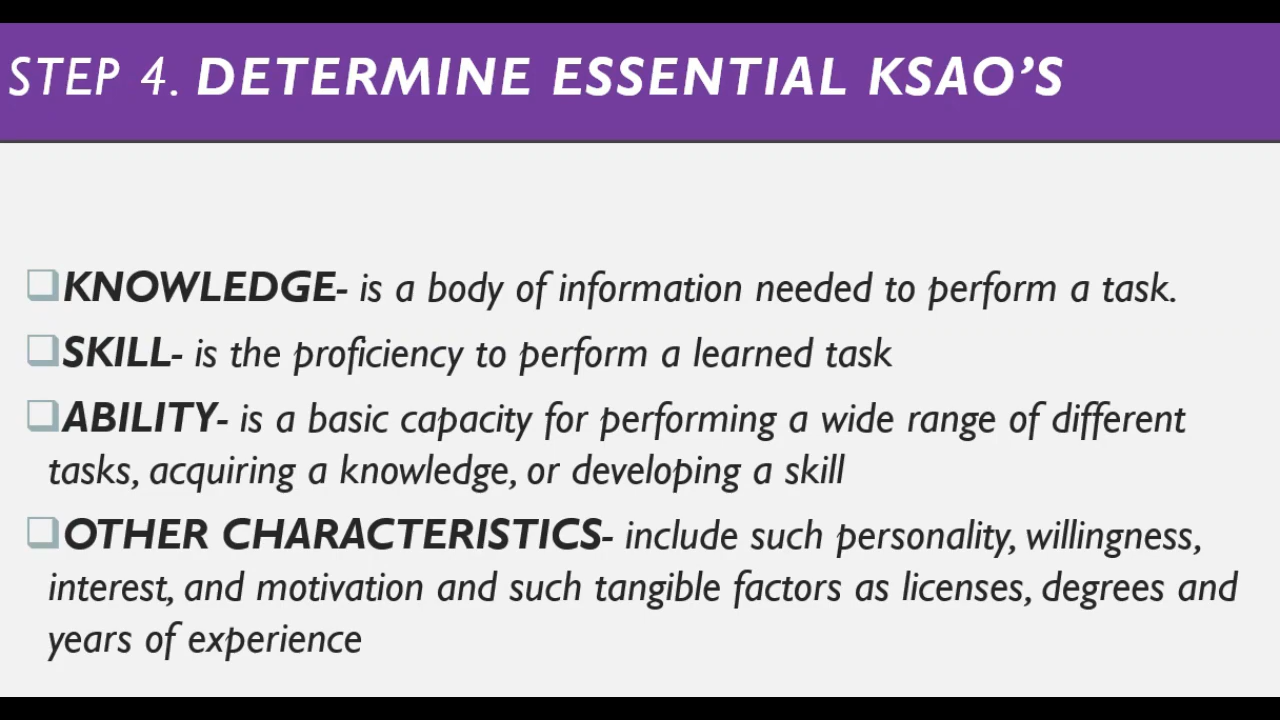 STEP 4. DETERMINE ESSENTIAL KSAO’S
KNOWLEDGE- is a body of information needed to perform a task.
SKILL- is the proficiency to perform a learned task
ABILITY- is a basic capacity for performing a wide range of different
tasks, acquiring a knowledge, or developing a skill
OTHER CHARACTERISTICS- include such personality, willingness,
interest, and motivation and such tangible factors as licenses, degrees and
years of experience